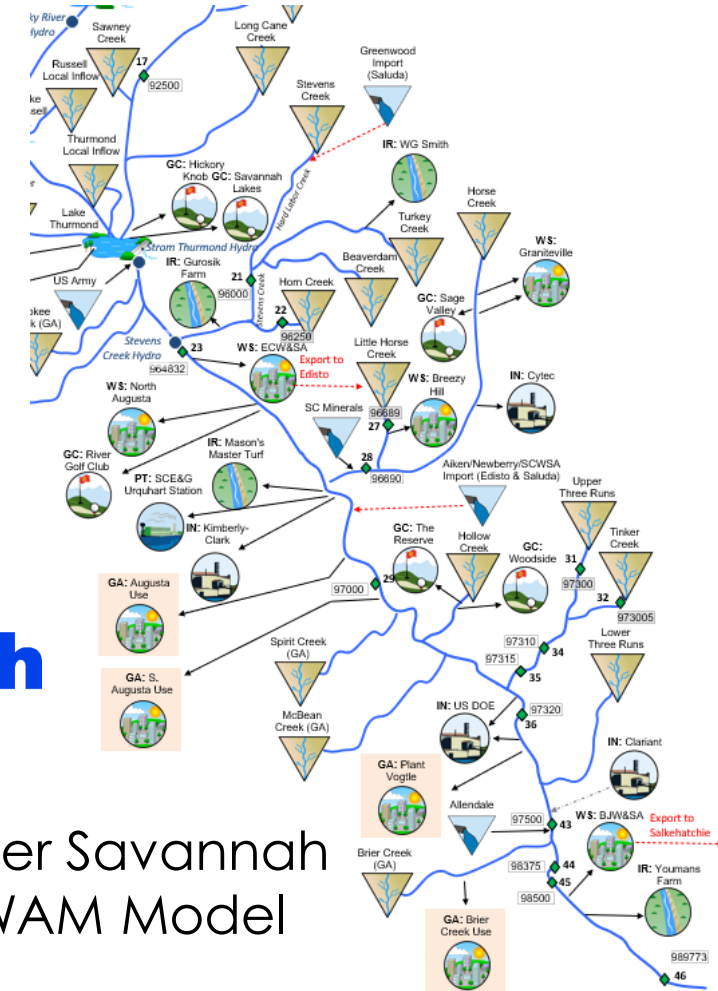 ky River
Hydro
Sawney
Creek
Long Cane
Creek
Greenwood
Import
(Saluda)
17
Russell
Local Inflow
92500
Stevens
Creek
ke
sell
IR: WG Smith
Thurmond
Local Inflow
GC: Hickory
Knob
GC: Savannah
Lakes
Hard Labor Creek
Horse
Creek
er
Lake
Thurmond
Turkey
Creek
WS:
Graniteville
Strom Thurmond Hydro
IR: Gurosik
Farm
Beaverdam
Creek
US Army
21
96000
Stevens Creek
Horn Creek
GC: Sage
Valley
okee
k (GA)
22
96250
Stevens
Creek Hydro
23
964832
WS: ECW&SA
Export to
Edisto
Little Horse
Creek
WS: Breezy
Hill
IN: Cytec
WS: North
Augusta
SC Minerals
96689
27
GC: River
Golf Club
IR: Mason's
Master Turf
28
96690
PT: SCE&G
Urquhart Station
Aiken/Newberry/SCWSA
Import (Edisto & Saluda)
Upper
Three Runs
IN: Kimberly-
Clark
GC: The
Reserve
Hollow
Creek
GC:
Woodside
Tinker
Creek
31
97300
GA: Augusta
Use
29
97000
32
973005
Spirit Creek
(GA)
97310
34
Lower
Three Runs
97315
35
h
GA: S.
Augusta Use
McBean
Creek (GA)
IN: US DOE
97320
36
IN: Clariant
GA: Plant
Vogtle
Allendale
97500
43
WS: BJW&SA
Export to
Salkehatchie
er Savannah
Brier Creek
(GA)
98375
44
45
98500
IR: Youmans
Farm
WAM Model
GA: Brier
Creek Use
989773
46